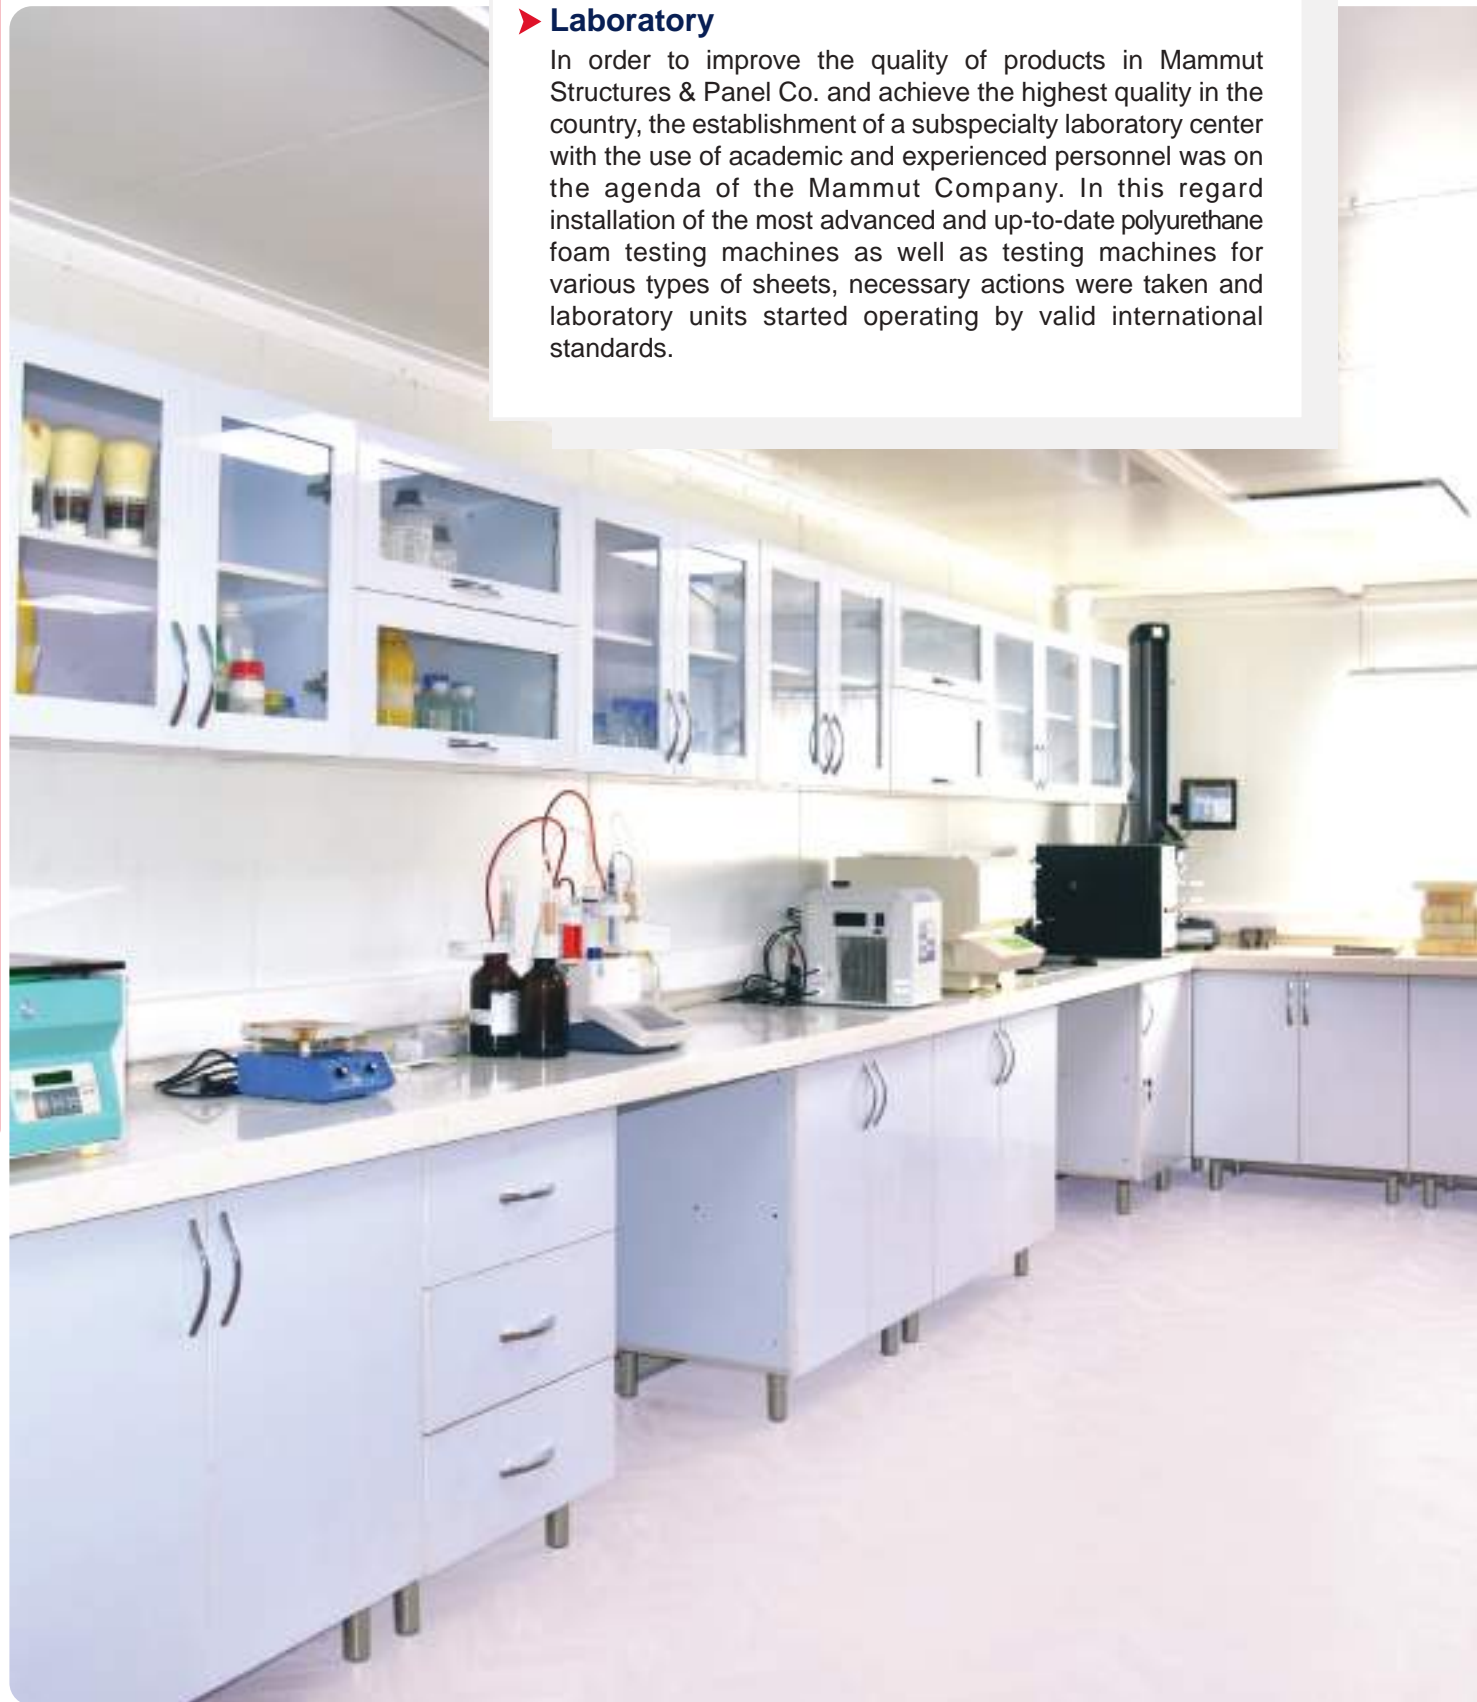 Laboratory
In order to improve the quality of products in Mammut
Structures & Panel Co. and achieve the highest quality in the
country, the establishment of a subspecialty laboratory center
with the use of academic and experienced personnel was on
the agenda of the Mammut Company. In this regard
installation of the most advanced and up-to-date polyurethane
foam testing machines as well as testing machines for
various types of sheets, necessary actions were taken and
laboratory units started operating by valid international
standards.